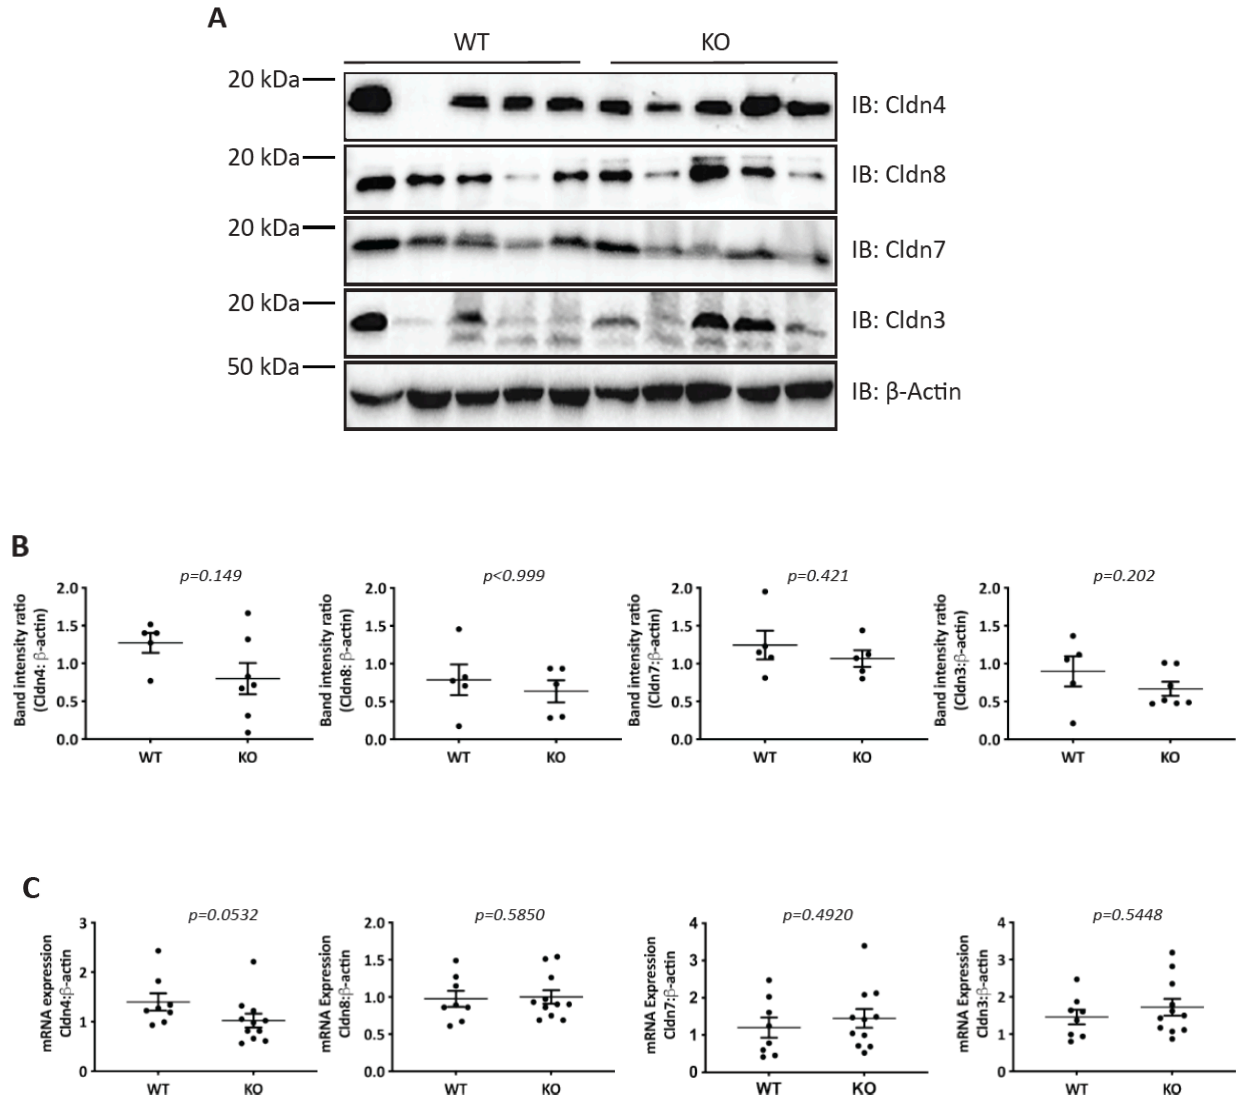 A
WT KO
20 kDa IB: Cldn4
20 kDa IB: Cldn8
20 kDa IB: Cldn7
20 kDa IB: Cldn3
50 kDa IB: β-Actin
B
p=0.149
Band intensity ratio
(Cldn4: β-actin)
2.0
1.5
1.0
0.5
0.0
WT KO
p<0.999
Band intensity ratio
(Cldn8: β-actin)
2.0
1.5
1.0
0.5
0.0
WT KO
p=0.421
Band intensity ratio
(Cldn7:β-actin)
2.0
1.5
1.0
0.5
0.0
WT KO
p=0.202
Band intensity ratio
(Cldn3:β-actin)
2.0
1.5
1.0
0.5
0.0
WT KO
C
p=0.0532
mRNA expression
Cldn4:β-actin
3
2
1
0
WT KO
p=0.5850
mRNA Expression
Cldn8:β-actin
2.0
1.5
1.0
0.5
0.0
WT KO
p=0.4920
mRNA Expression
Cldn7:β-actin
4
3
2
1
0
WT KO
p=0.5448
mRNA Expression
Cldn3:β-actin
4
3
2
1
0
WT KO